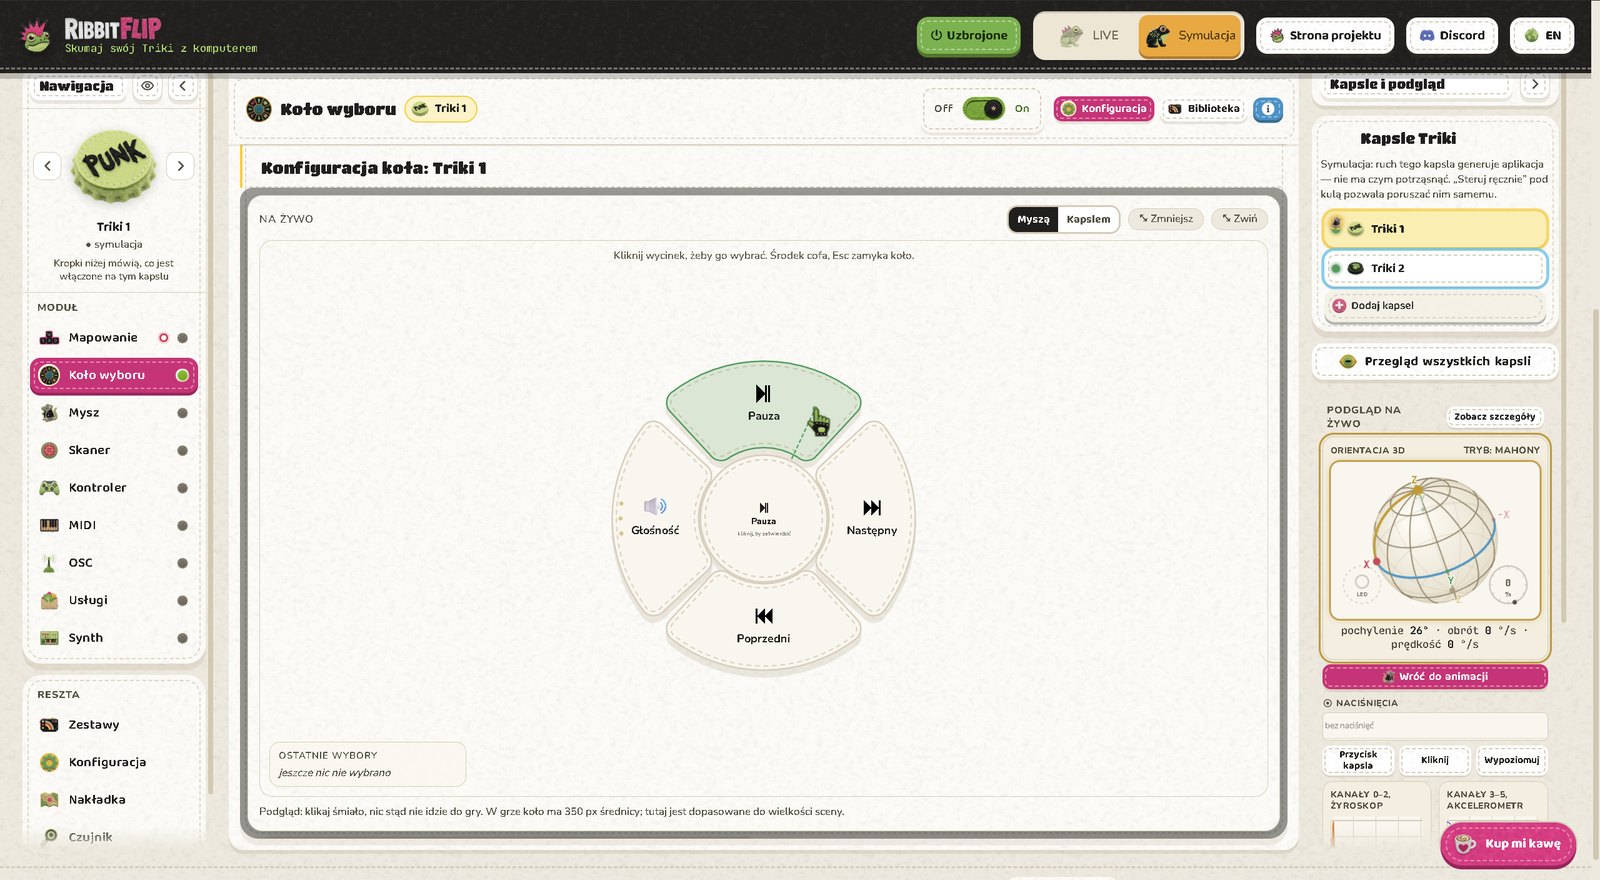 RIBBITFLIP
Skumaj swój Triki z komputerem
Uzbrojone
LIVE
Symulacja
Strona projektu
Discord
EN
Nawigacja
PUNK
Triki 1
• symulacja
Kropki niżej mówią, co jest
włączone na tym kapslu
MODUŁ
Mapowanie
Koło wyboru
Mysz
Skaner
Kontroler
MIDI
OSC
Usługi
Synth
RESZTA
Zestawy
Konfiguracja
Nakładka
Czujnik
Koło wyboru
Triki 1
Off
On
Konfiguracja
Biblioteka
Konfiguracja koła: Triki 1
NA ŻYWO
Myszą
Kapslem
Zmniejsz
Zwiń
Kliknij wycinek, żeby go wybrać. Środek cofa, Esc zamyka koło.
Pauza
Głośność
Pauza
kliknij, by zatwierdzić
Następny
Poprzedni
OSTATNIE WYBORY
jeszcze nic nie wybrano
Podgląd: klikaj śmiało, nic stąd nie idzie do gry. W grze koło ma 350 px średnicy; tutaj jest dopasowane do wielkości sceny.
Kapsle i podgląd
Kapsle Triki
Symulacja: ruch tego kapsla generuje aplikacja
— nie ma czym potrząsnąć. „Steruj ręcznie” pod
kulą pozwala poruszać nim samemu.
Triki 1
Triki 2
Dodaj kapsel
Przegląd wszystkich kapsli
PODGLĄD NA
ŻYWO
Zobacz szczegóły
ORIENTACJA 3D
TRYB: MAHONY
Z
-X
X
Y
-Z
LED
0
°/s
pochylenie 26° · obrót 0 °/s ·
prędkość 0 °/s
Wróć do animacji
NACIŚNIĘCIA
bez naciśnięć
Przycisk
kapsla
Kliknij
Wypoziomuj
KANAŁY 0–2,
ŻYROSKOP
KANAŁY 3–5,
AKCELEROMETR
Kup mi kawę